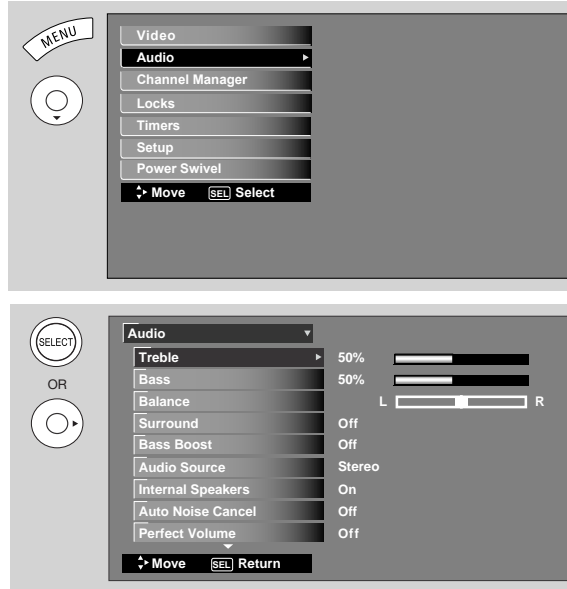 MENU
Video
Audio
Channel Manager
Locks
Timers
Setup
Power Swivel
Move SEL Select
SELECT
OR
Audio
Treble 50%
Bass 50%
Balance L R
Surround Off
Bass Boost Off
Audio Source Stereo
Internal Speakers On
Auto Noise Cancel Off
Perfect Volume Off
Move SEL Return